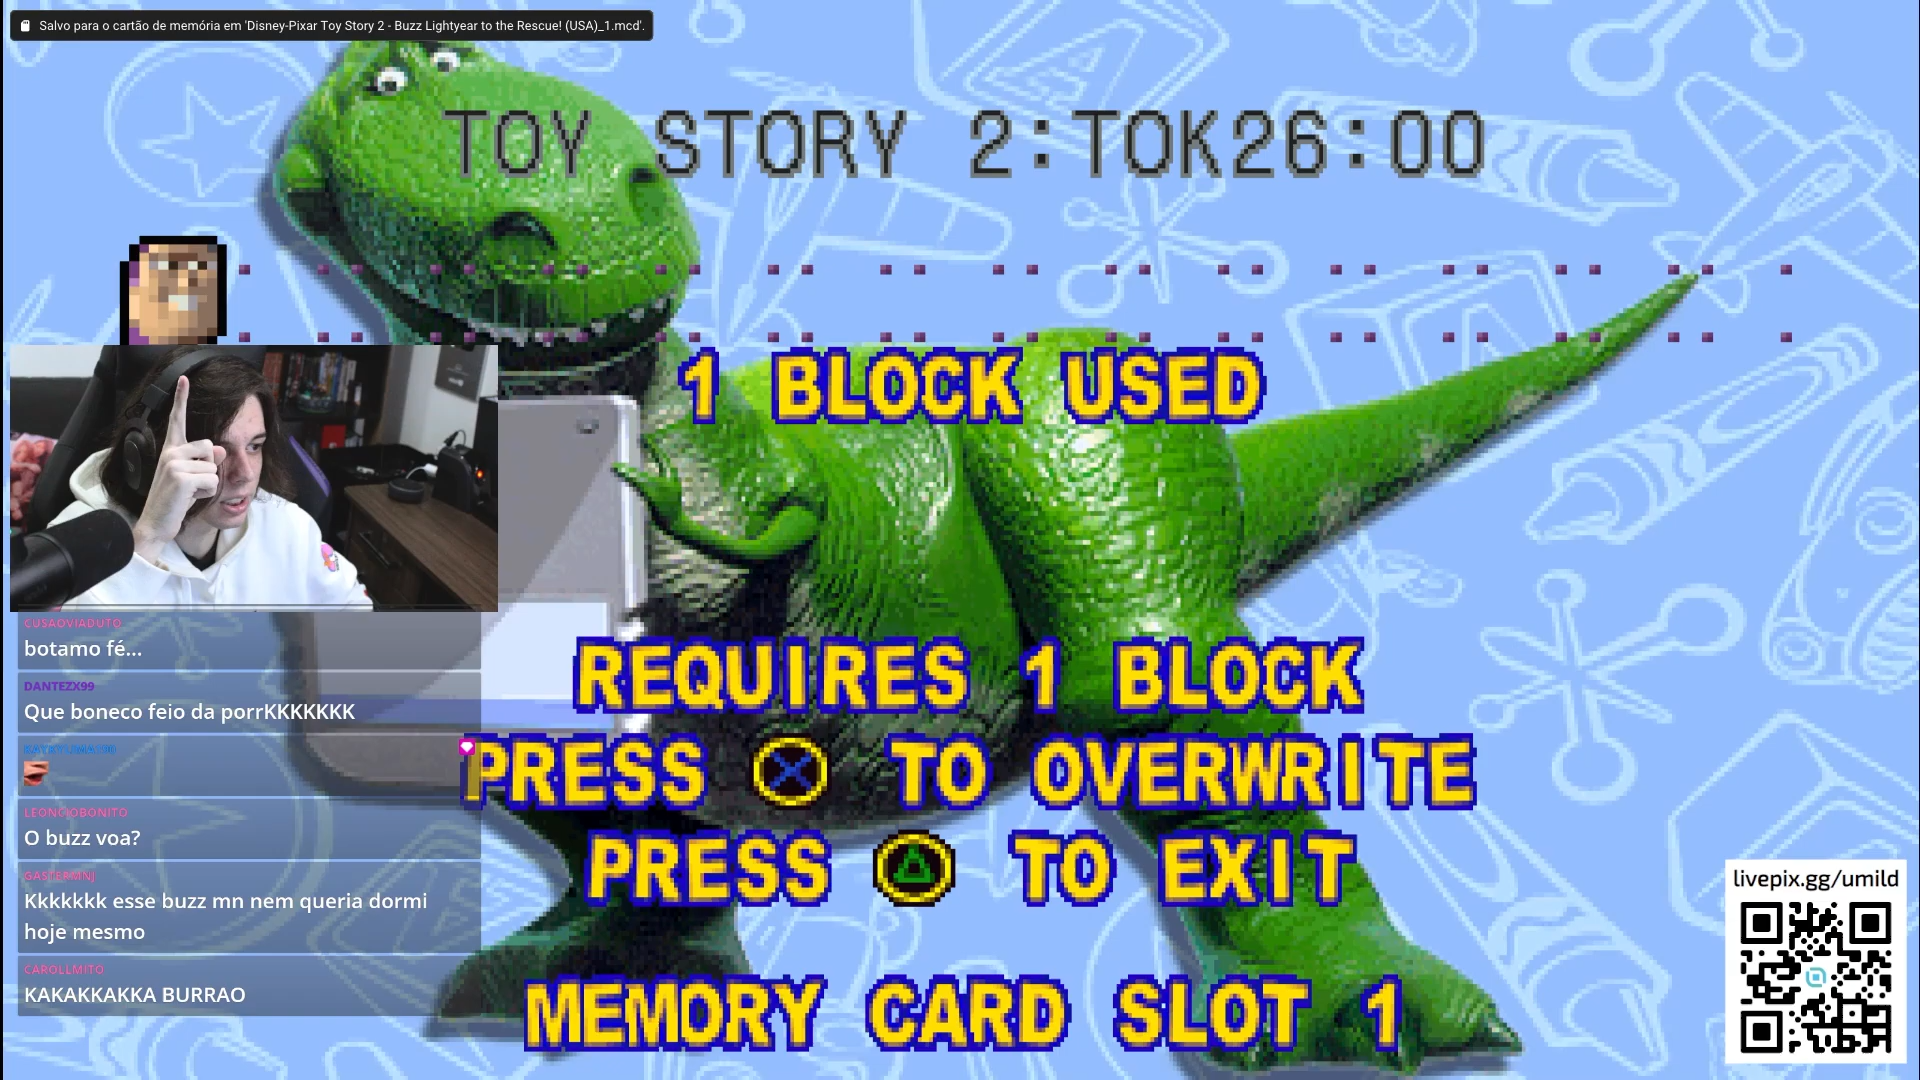 Salvo para o cartão de memória em 'Disney-Pixar Toy Story 2 - Buzz Lightyear to the Rescue! (USA)_1.mcd'.
TOY STORY 2:TOK26:00
1 BLOCK USED
REQUIRES 1 BLOCK
PRESS TO OVERWRITE
PRESS TO EXIT
MEMORY CARD SLOT 1
CUSAOVIADUTO
botamo fé...
DANTEZX99
Que boneco feio da porrKKKKKKK
LEONCIOBONITO
O buzz voa?
GASTERMNJ
Kkkkkkk esse buzz mn nem queria dormi
hoje mesmo
CAROLLMITO
KAKAKKAKKA BURRAO
livepix.gg/umild